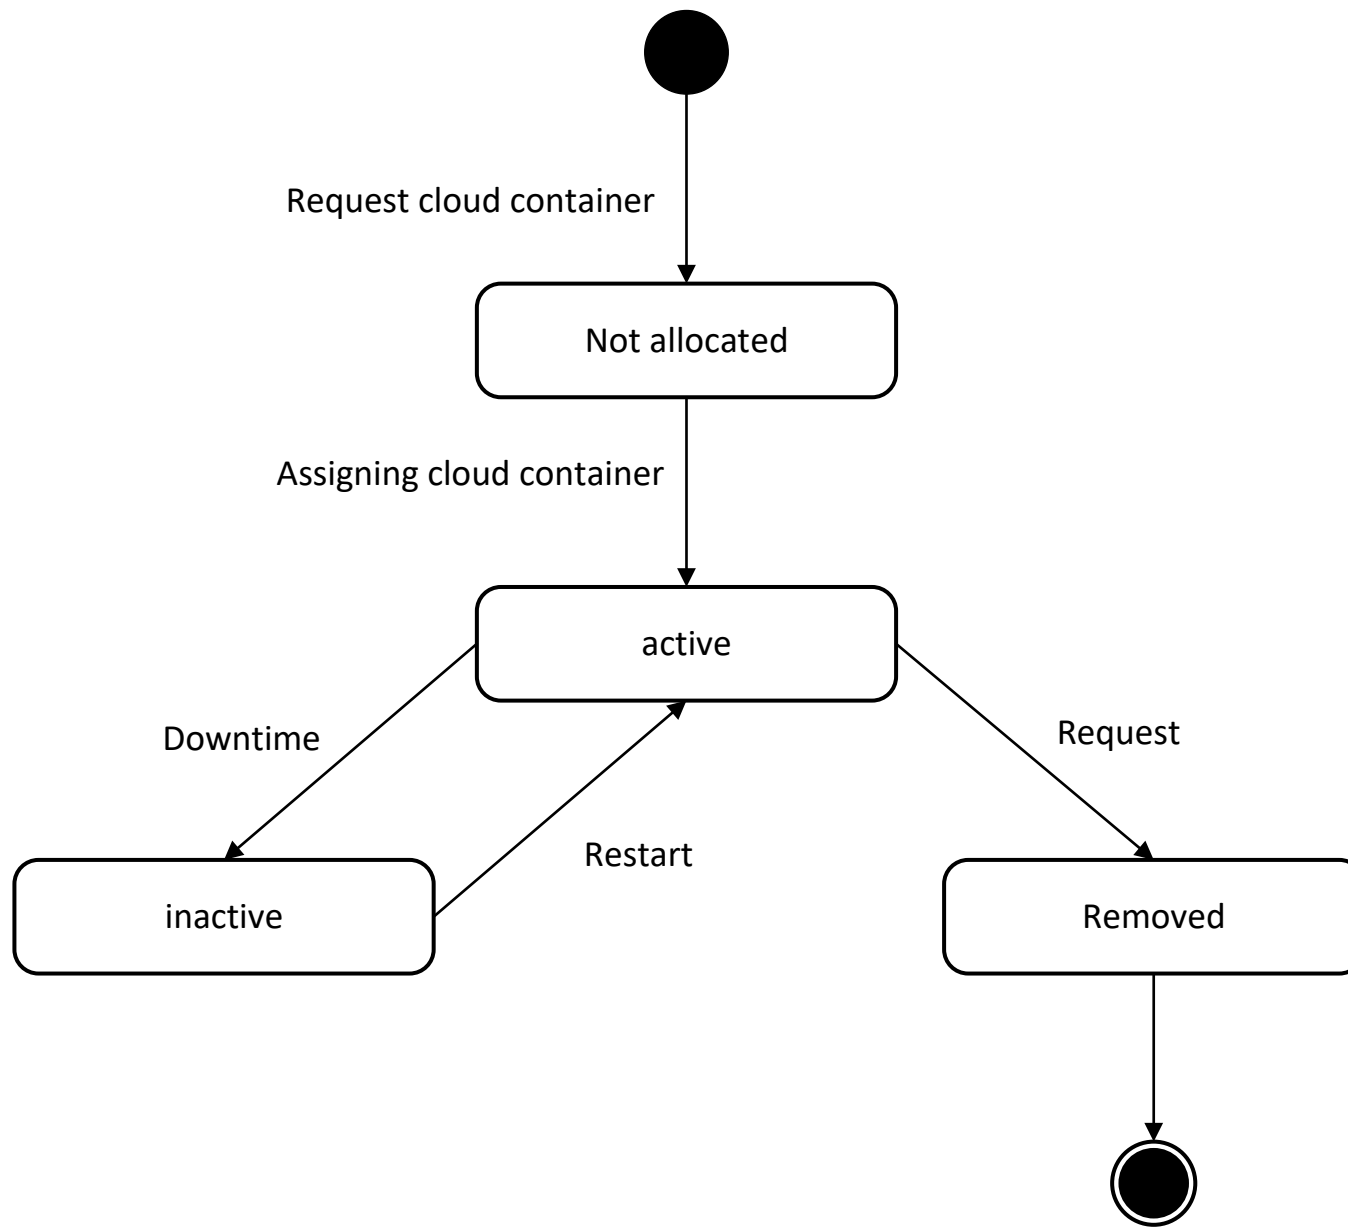 Request cloud container
Not allocated
Assigning cloud container
active
Downtime
Request
Restart
inactive
Removed